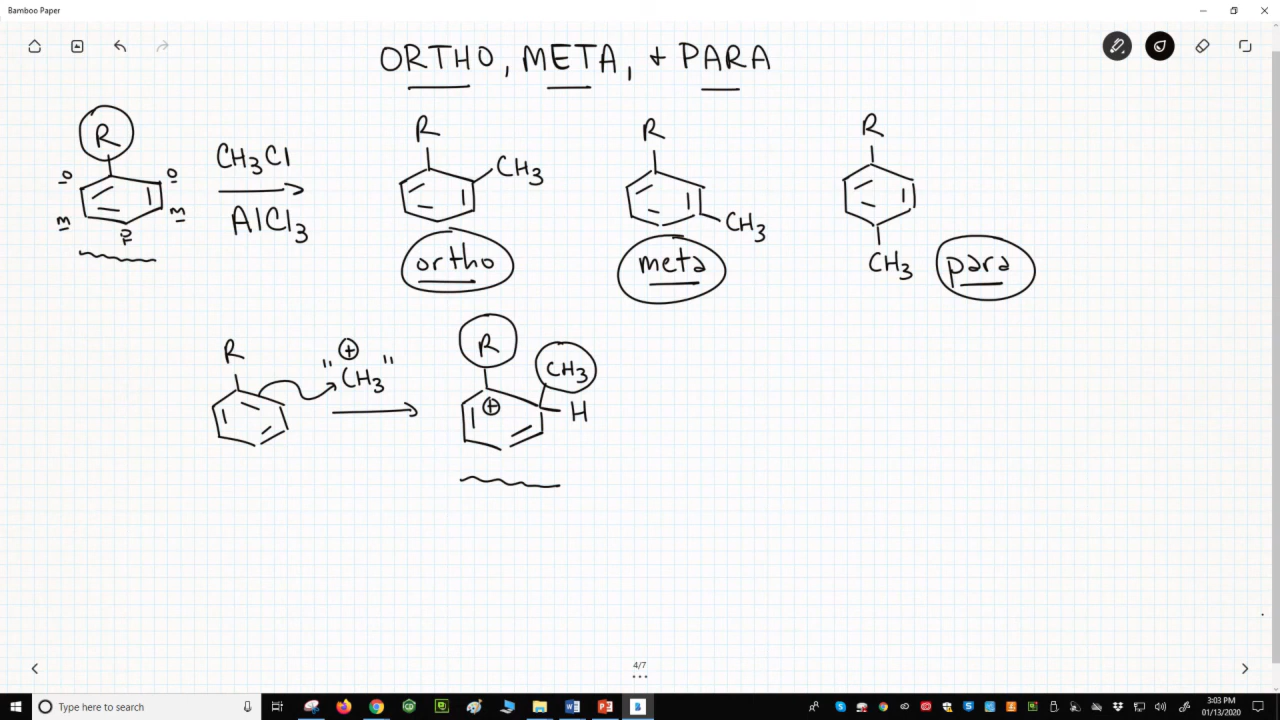 Bamboo Paper
ORTHO, META, + PARA
R
o o
m m
P
CH3Cl
AlCl3
R
CH3
ortho
R
CH3
meta
R
CH3
para
R
" ⊕ "
CH3
R
CH3
⊕ H
4/7
Type here to search
3:03 PM
01/13/2020